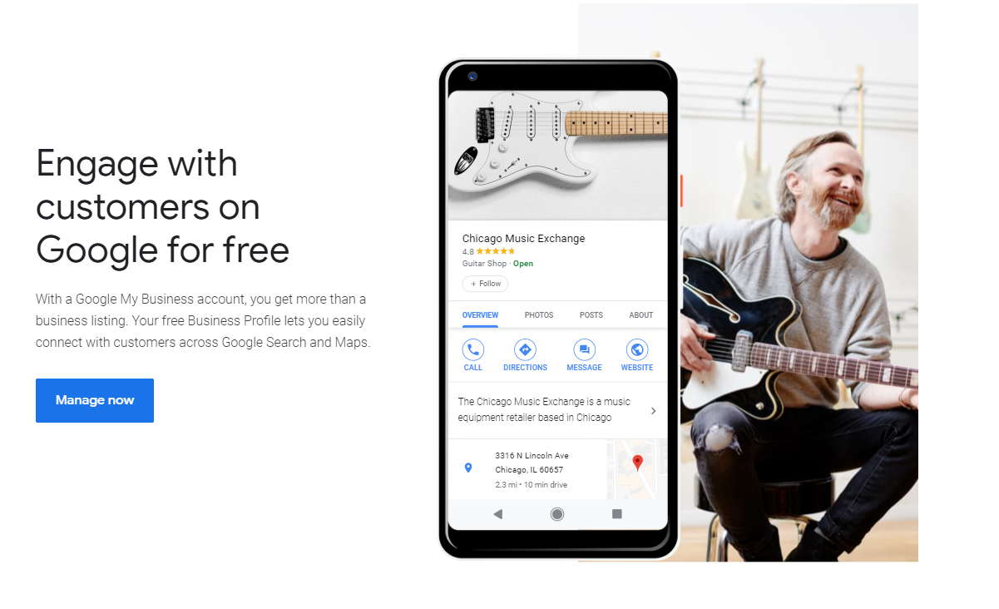 Engage with
customers on
Google for free
With a Google My Business account, you get more than a
business listing. Your free Business Profile lets you easily
connect with customers across Google Search and Maps.
Manage now
Chicago Music Exchange
4.8
Guitar Shop · Open
+ Follow
OVERVIEW PHOTOS POSTS ABOUT
CALL DIRECTIONS MESSAGE WEBSITE
The Chicago Music Exchange is a music
equipment retailer based in Chicago
3316 N Lincoln Ave
Chicago, IL 60657
2.3 mi • 10 min drive